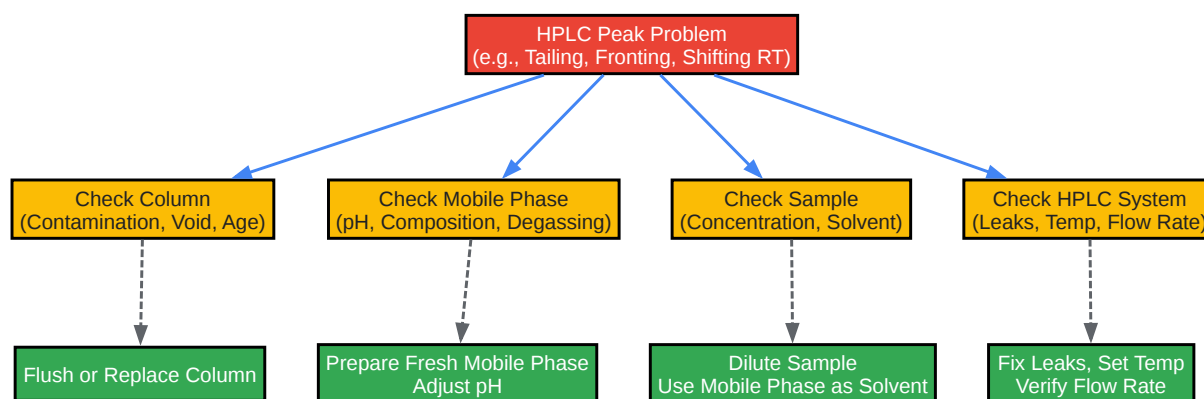 HPLC Peak Problem
(e.g., Tailing, Fronting, Shifting RT)
Check Column
(Contamination, Void, Age)
Check Mobile Phase
(pH, Composition, Degassing)
Check Sample
(Concentration, Solvent)
Check HPLC System
(Leaks, Temp, Flow Rate)
Flush or Replace Column
Prepare Fresh Mobile Phase
Adjust pH
Dilute Sample
Use Mobile Phase as Solvent
Fix Leaks, Set Temp
Verify Flow Rate